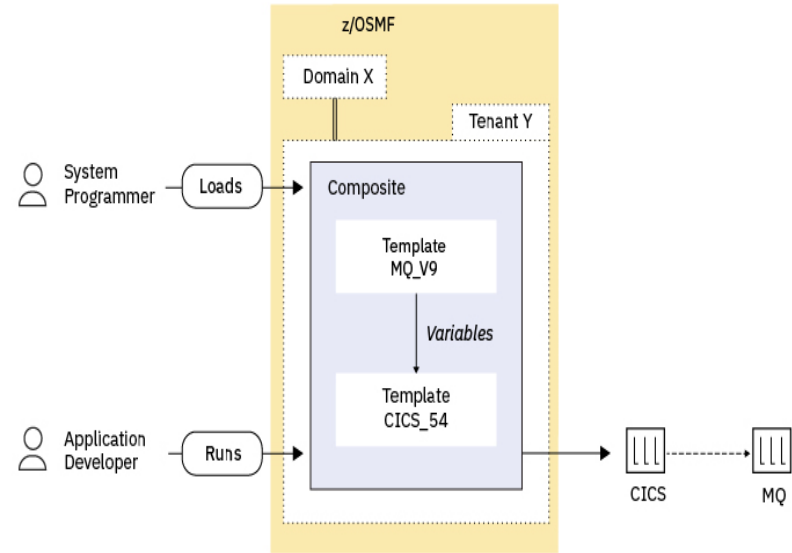 z/OSMF
Domain X
Tenant Y
System
Programmer
Loads
Composite
Template
MQ_V9
Variables
Template
CICS_54
Application
Developer
Runs
CICS
MQ